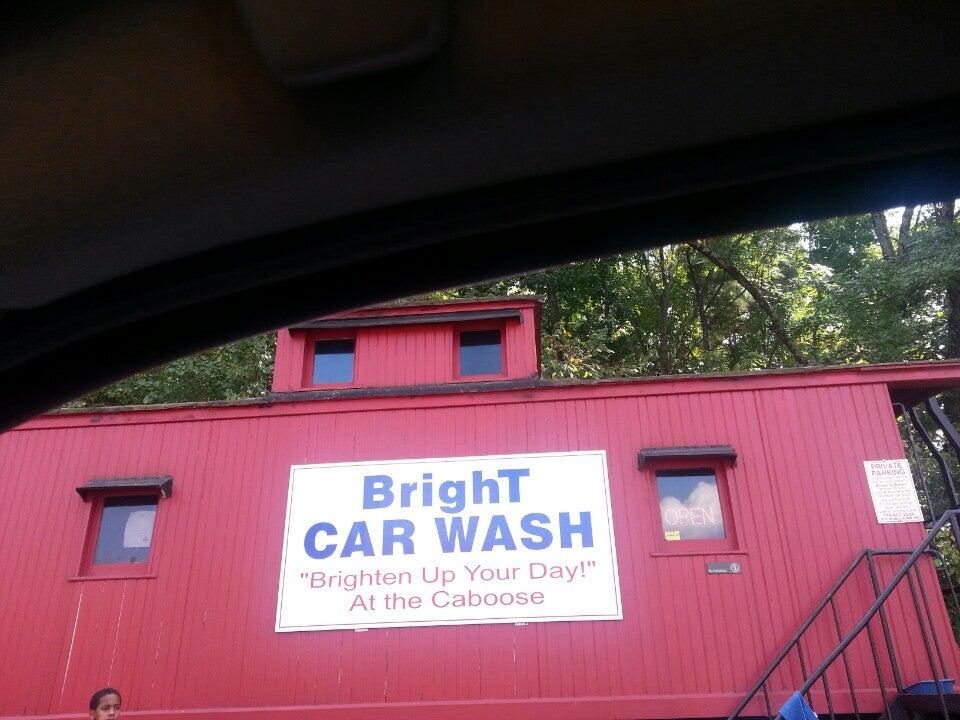 BrighT
CAR WASH
"Brighten Up Your Day!"
At the Caboose
OPEN
PRIVATE
PARKING